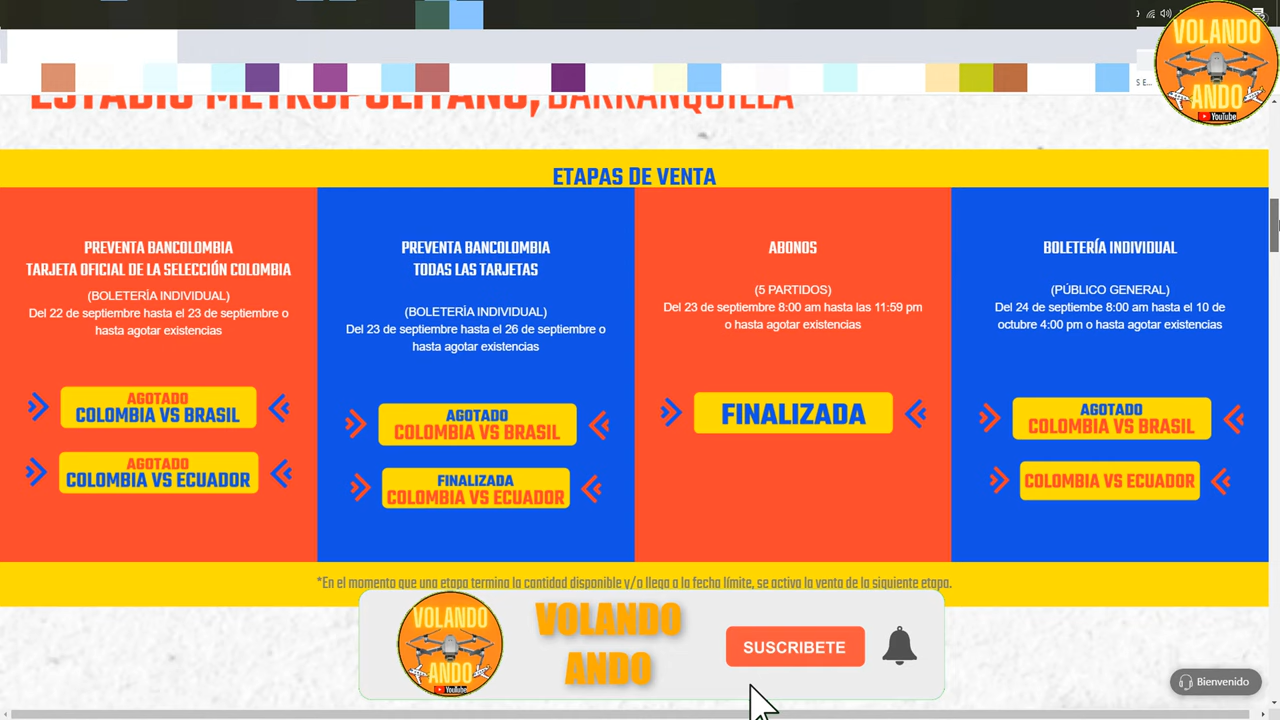 VOLANDO
ANDO
YouTube
ESTADIO METROPOLITANO, BARRANQUILLA
ETAPAS DE VENTA
PREVENTA BANCOLOMBIA
TARJETA OFICIAL DE LA SELECCIÓN COLOMBIA
(BOLETERÍA INDIVIDUAL)
Del 22 de septiembre hasta el 23 de septiembre o
hasta agotar existencias
AGOTADO
COLOMBIA VS BRASIL
AGOTADO
COLOMBIA VS ECUADOR
PREVENTA BANCOLOMBIA
TODAS LAS TARJETAS
(BOLETERÍA INDIVIDUAL)
Del 23 de septiembre hasta el 26 de septiembre o
hasta agotar existencias
AGOTADO
COLOMBIA VS BRASIL
FINALIZADA
COLOMBIA VS ECUADOR
ABONOS
(5 PARTIDOS)
Del 23 de septiembre 8:00 am hasta las 11:59 pm
o hasta agotar existencias
FINALIZADA
BOLETERÍA INDIVIDUAL
(PÚBLICO GENERAL)
Del 24 de septiembe 8:00 am hasta el 10 de
octubre 4:00 pm o hasta agotar existencias
AGOTADO
COLOMBIA VS BRASIL
COLOMBIA VS ECUADOR
*En el momento que una etapa termina la cantidad disponible y/o llega a la fecha límite, se activa la venta de la siguiente etapa.
VOLANDO
ANDO
YouTube
VOLANDO
ANDO
SUSCRIBETE
Bienvenido